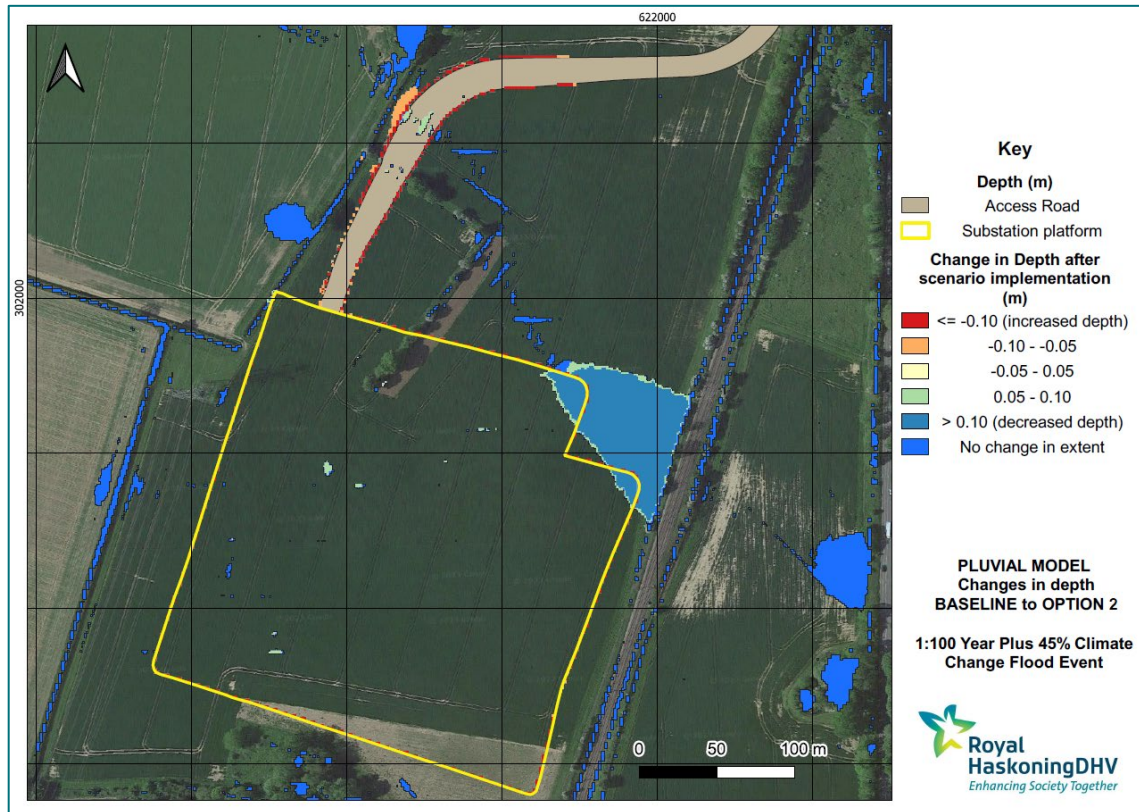 622000
302000
Key
Depth (m)
Access Road
Substation platform
Change in Depth after
scenario implementation
(m)
<= -0.10 (increased depth)
-0.10 - -0.05
-0.05 - 0.05
0.05 - 0.10
> 0.10 (decreased depth)
No change in extent
PLUVIAL MODEL
Changes in depth
BASELINE to OPTION 2
1:100 Year Plus 45% Climate
Change Flood Event
0 50 100 m
Royal
HaskoningDHV
Enhancing Society Together